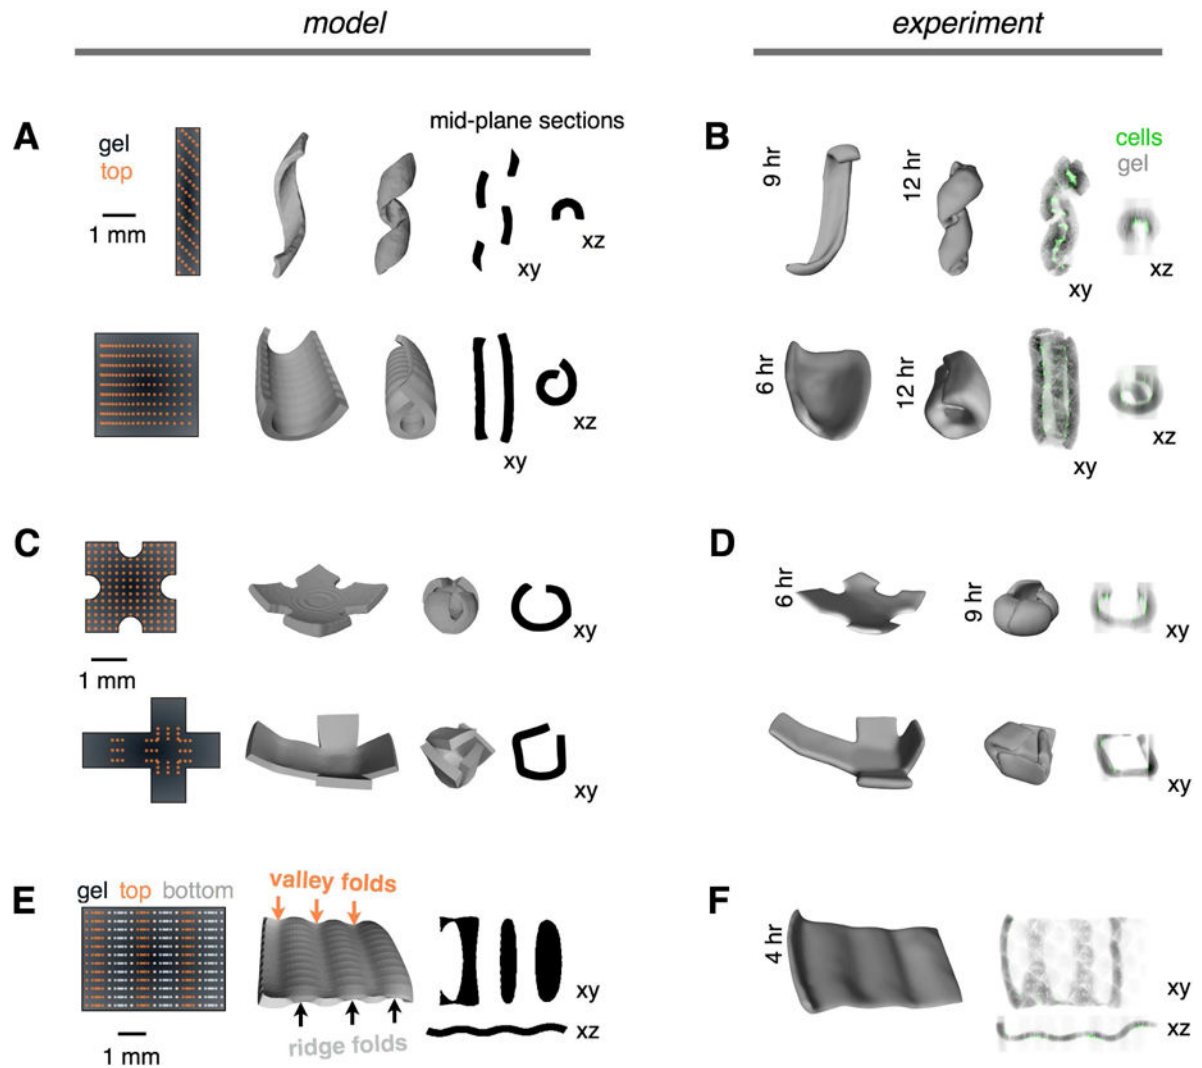 model
experiment
A
gel
top
1 mm
mid-plane sections
xy
xz
xy
xz
B
9 hr
12 hr
cells
gel
xy
xz
6 hr
12 hr
xy
xz
C
1 mm
xy
xy
D
6 hr
9 hr
xy
xy
E
gel top bottom
1 mm
valley folds
ridge folds
xy
xz
F
4 hr
xy
xz